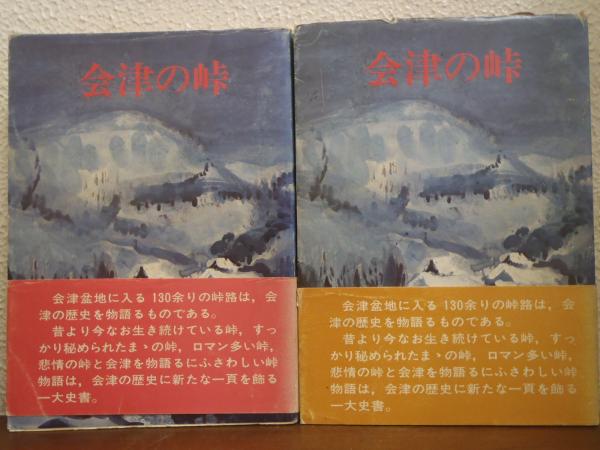 会津の峠
会津盆地に入る130余りの峠路は，会
津の歴史を物語るものである。
昔より今なお生き続けている峠，すっ
かり秘められたまゝの峠，ロマン多い峠，
悲情の峠と会津を物語るにふさわしい峠
物語は，会津の歴史に新たな一頁を飾る
一大史書。
会津の峠
会津盆地に入る130余りの峠路は，会
津の歴史を物語るものである。
昔より今なお生き続けている峠，すっ
かり秘められたまゝの峠，ロマン多い峠，
悲情の峠と会津を物語るにふさわしい峠
物語は，会津の歴史に新たな一頁を飾る
一大史書。